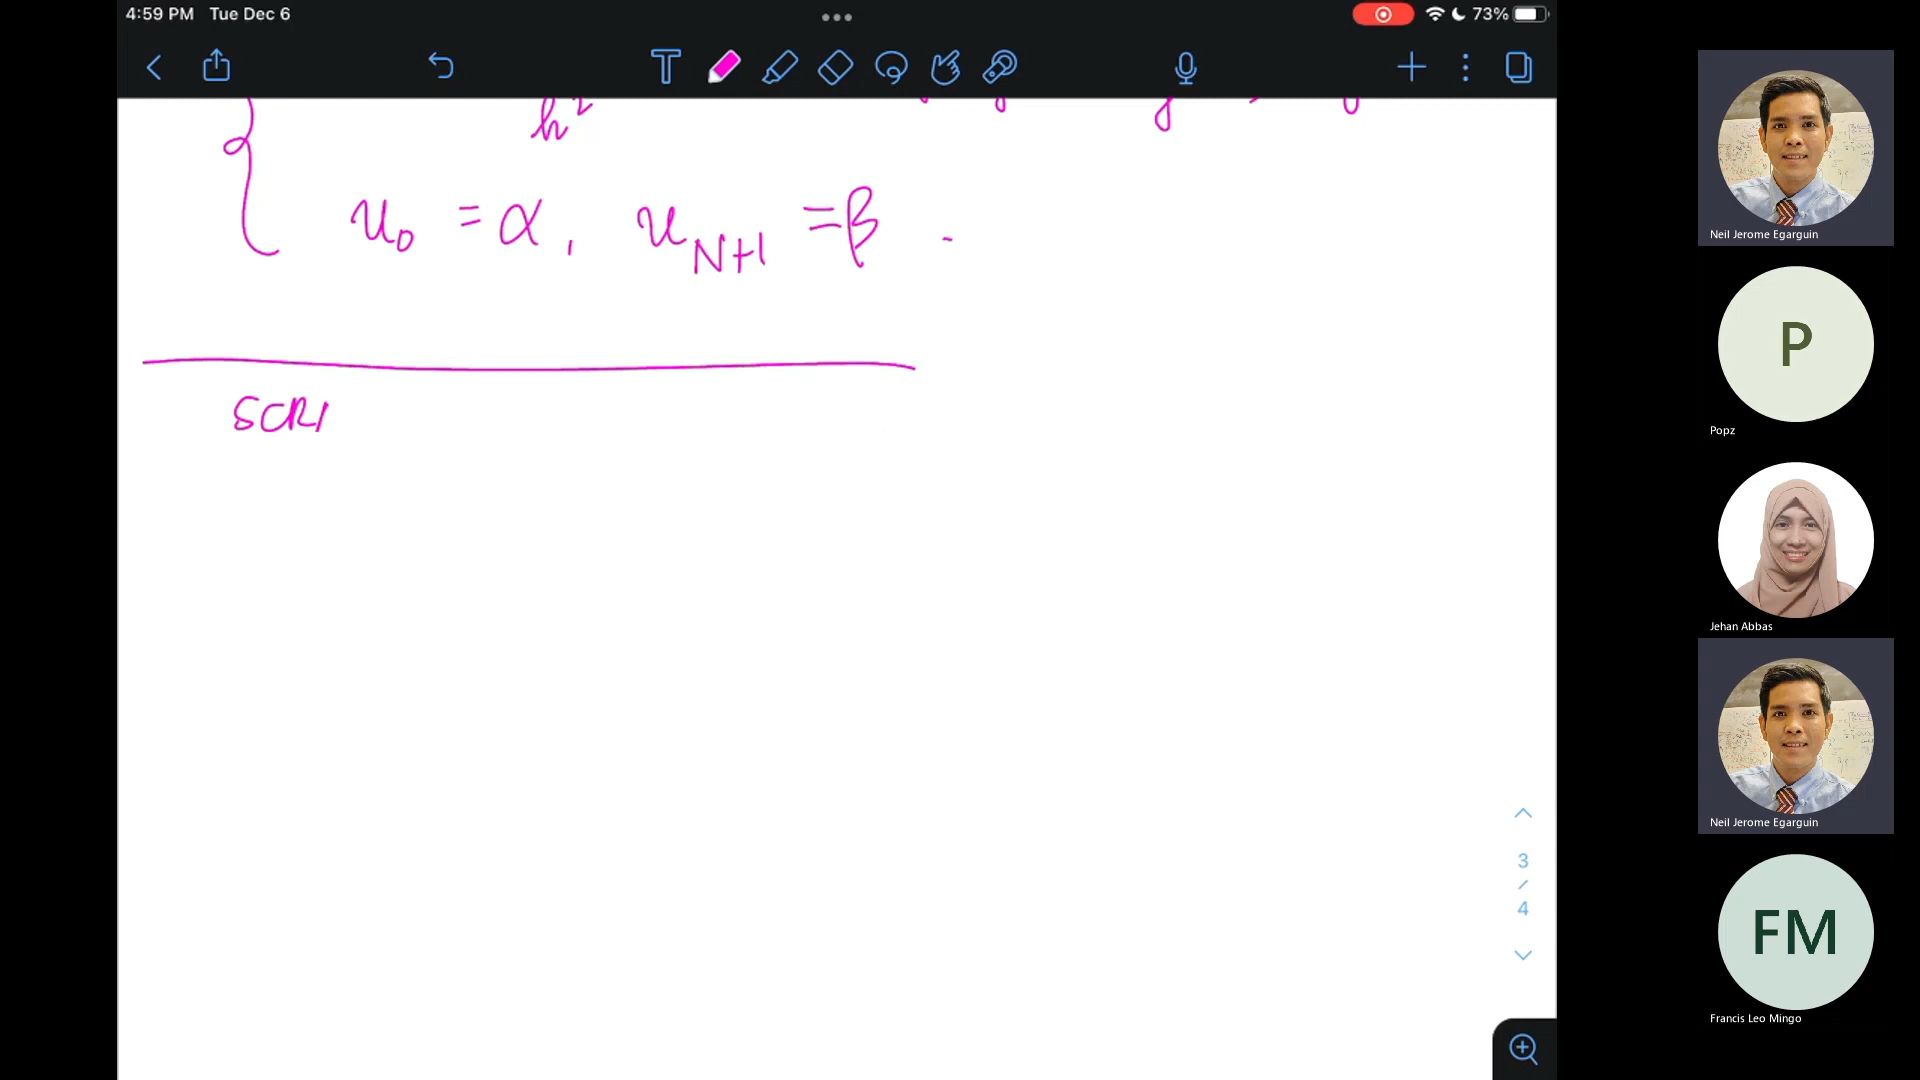 4:59 PM Tue Dec 6
73%
h²
u₀ = α, u_{N+1} = β .
SCRI
3
/
4
Neil Jerome Egarguin
P
Popz
Jehan Abbas
Neil Jerome Egarguin
FM
Francis Leo Mingo